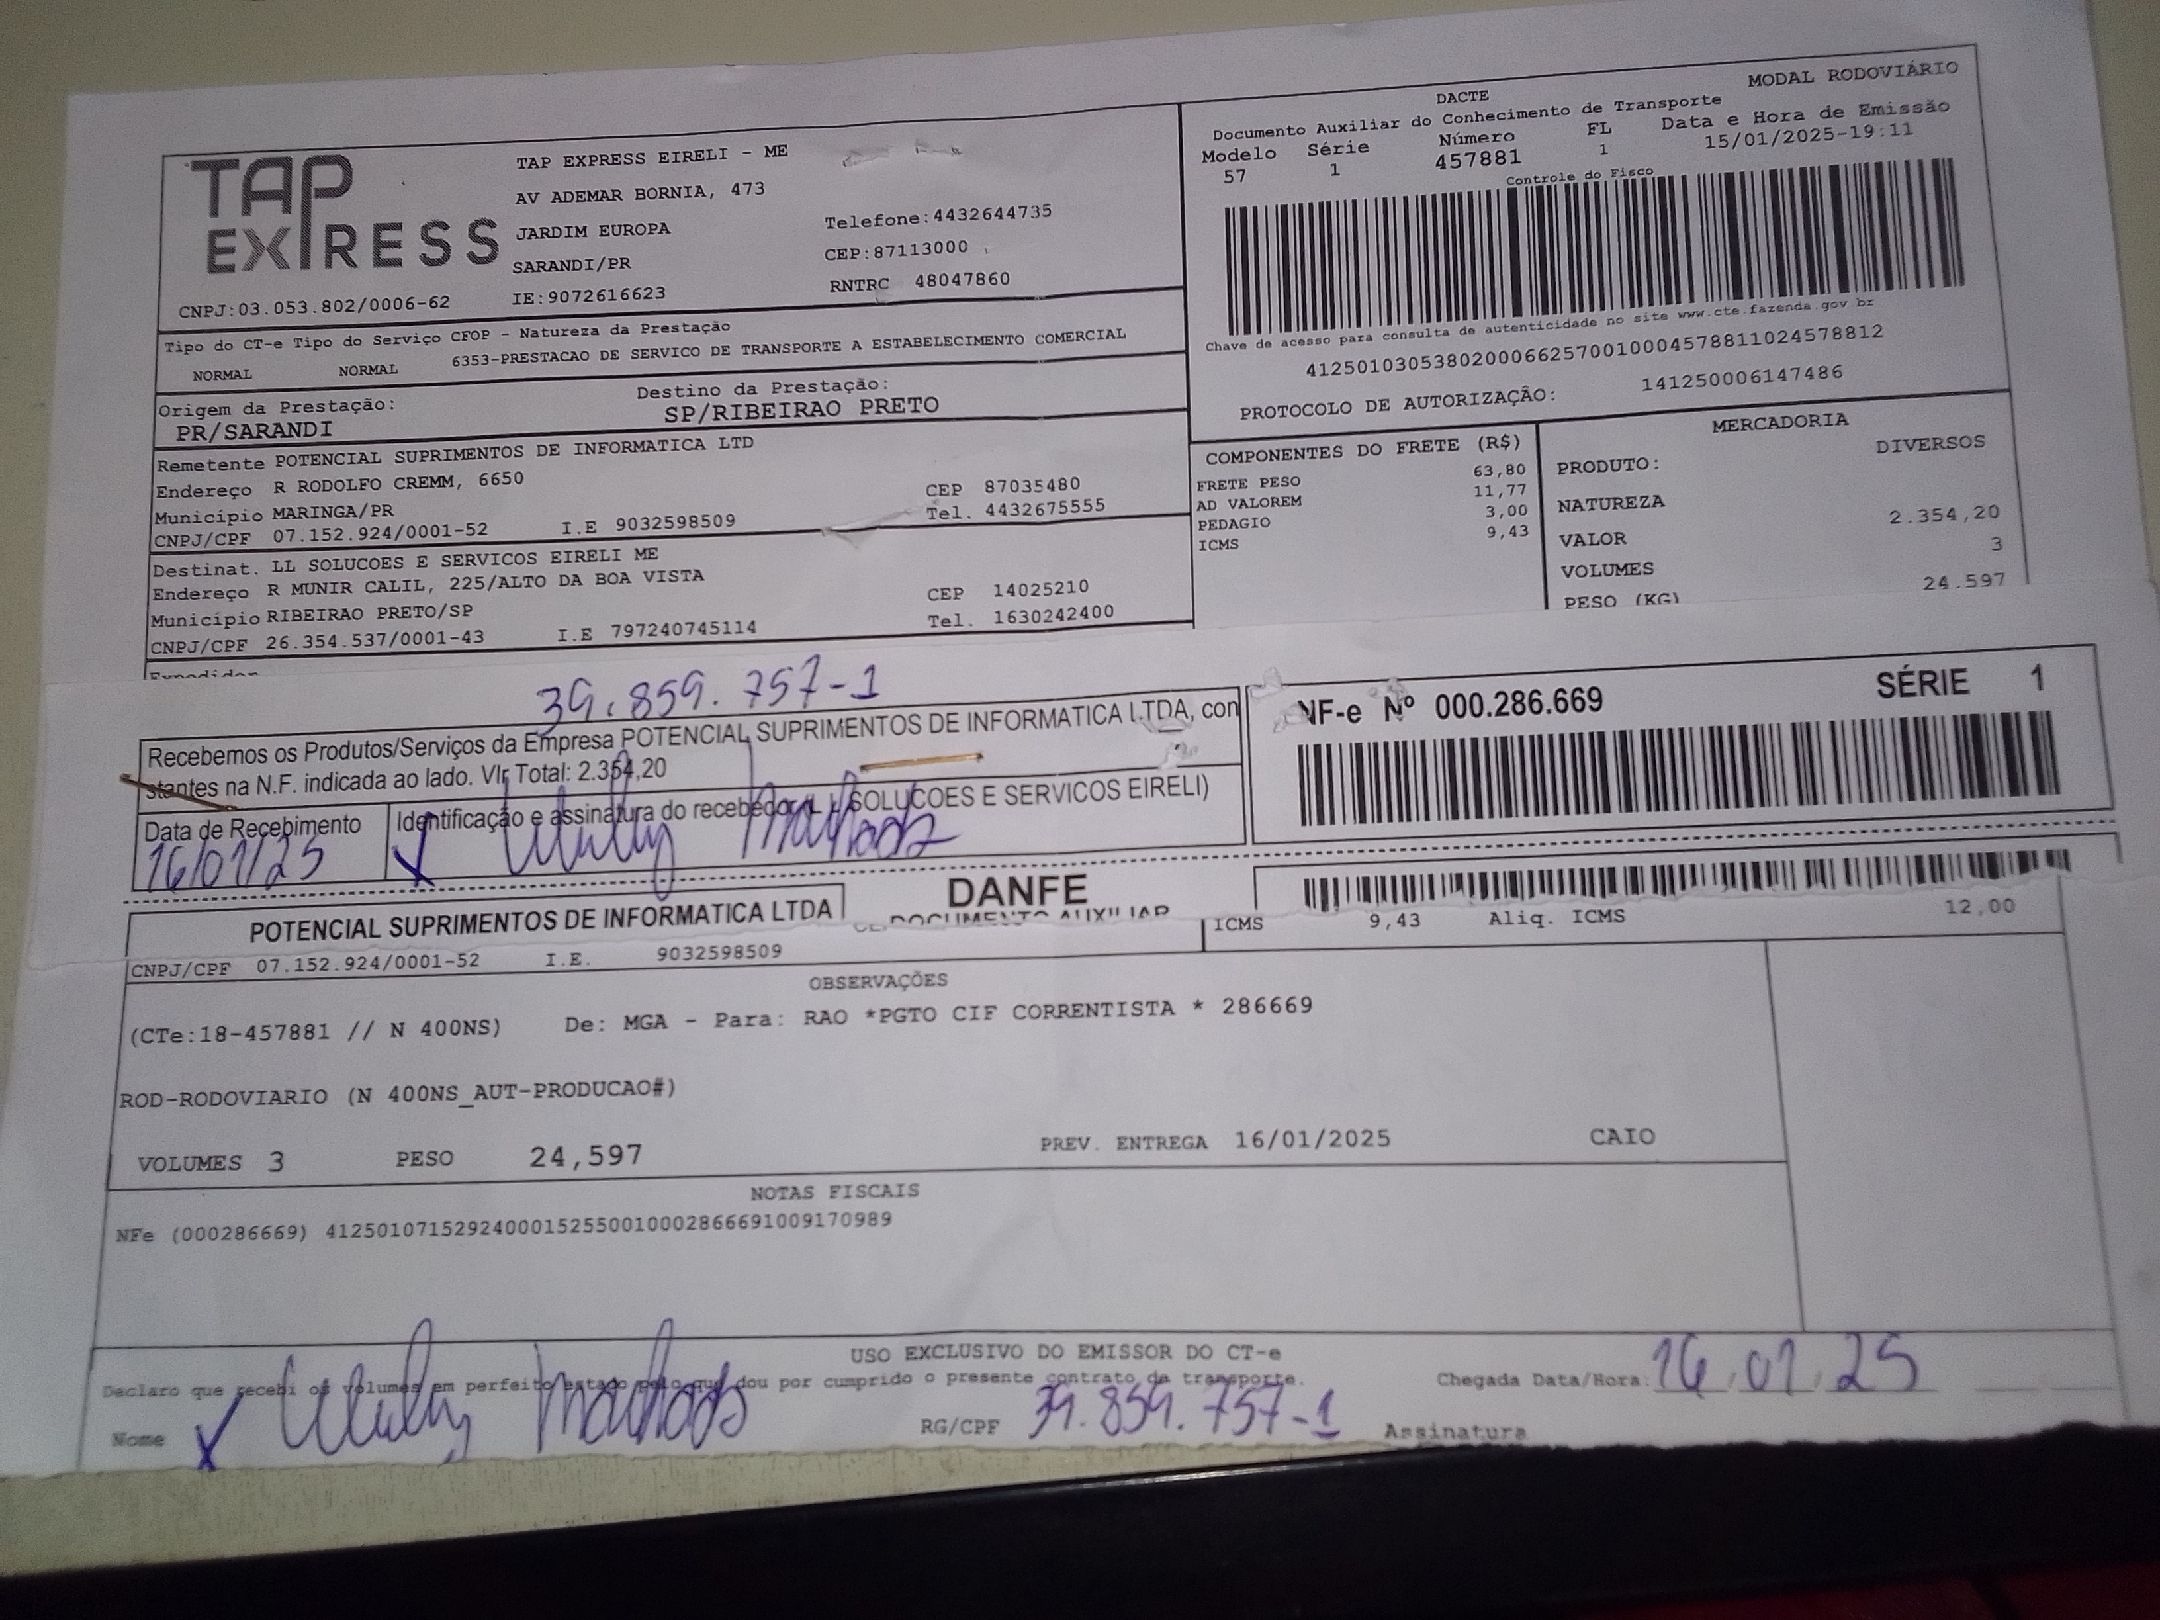 TAP EXPRESS
TAP EXPRESS EIRELI - ME
AV ADEMAR BORNIA, 473
JARDIM EUROPA Telefone:4432644735
SARANDI/PR CEP:87113000
CNPJ:03.053.802/0006-62 IE:9072616623 RNTRC 48047860
Tipo do CT-e Tipo do Serviço CFOP - Natureza da Prestação
NORMAL NORMAL 6353-PRESTACAO DE SERVICO DE TRANSPORTE A ESTABELECIMENTO COMERCIAL
Origem da Prestação: Destino da Prestação:
PR/SARANDI SP/RIBEIRAO PRETO
Remetente POTENCIAL SUPRIMENTOS DE INFORMATICA LTD
Endereço R RODOLFO CREMM, 6650 CEP 87035480
Município MARINGA/PR Tel. 4432675555
CNPJ/CPF 07.152.924/0001-52 I.E 9032598509
Destinat. LL SOLUCOES E SERVICOS EIRELI ME
Endereço R MUNIR CALIL, 225/ALTO DA BOA VISTA CEP 14025210
Município RIBEIRAO PRETO/SP Tel. 1630242400
CNPJ/CPF 26.354.537/0001-43 I.E 797240745114
Expedidor
MODAL RODOVIÁRIO
DACTE
Documento Auxiliar do Conhecimento de Transporte
Modelo Série Número FL Data e Hora de Emissão
57 1 457881 1 15/01/2025-19:11
Controle do Fisco
Chave de acesso para consulta de autenticidade no site www.cte.fazenda.gov.br
41250103053802000662570010004578811024578812
PROTOCOLO DE AUTORIZAÇÃO: 141250006147486
COMPONENTES DO FRETE (R$)
FRETE PESO 63,80
AD VALOREM 11,77
PEDAGIO 3,00
ICMS 9,43
MERCADORIA
PRODUTO: DIVERSOS
NATUREZA
VALOR 2.354,20
VOLUMES 3
PESO (KG) 24.597
39.859.757-1
Recebemos os Produtos/Serviços da Empresa POTENCIAL SUPRIMENTOS DE INFORMATICA LTDA, con
stantes na N.F. indicada ao lado. Vlr Total: 2.354,20
Data de Recebimento Identificação e assinatura do recebedor SOLUCOES E SERVICOS EIRELI)
16/01/25 Machado
NF-e Nº 000.286.669 SÉRIE 1
POTENCIAL SUPRIMENTOS DE INFORMATICA LTDA
DANFE
DOCUMENTO AUXILIAR
ICMS 9,43 Aliq. ICMS 12,00
CNPJ/CPF 07.152.924/0001-52 I.E. 9032598509
OBSERVAÇÕES
(CTe:18-457881 // N 400NS) De: MGA - Para: RAO *PGTO CIF CORRENTISTA * 286669
ROD-RODOVIARIO (N 400NS_AUT-PRODUCAO#)
VOLUMES 3 PESO 24,597 PREV. ENTREGA 16/01/2025 CAIO
NOTAS FISCAIS
NFe (000286669) 41250107152924000152550010002866691009170989
USO EXCLUSIVO DO EMISSOR DO CT-e
Declaro que recebi os volumes em perfeito estado pelo que dou por cumprido o presente contrato de transporte. Chegada Data/Hora: 16.01.25
Nome Machado RG/CPF 39.859.757-1 Assinatura